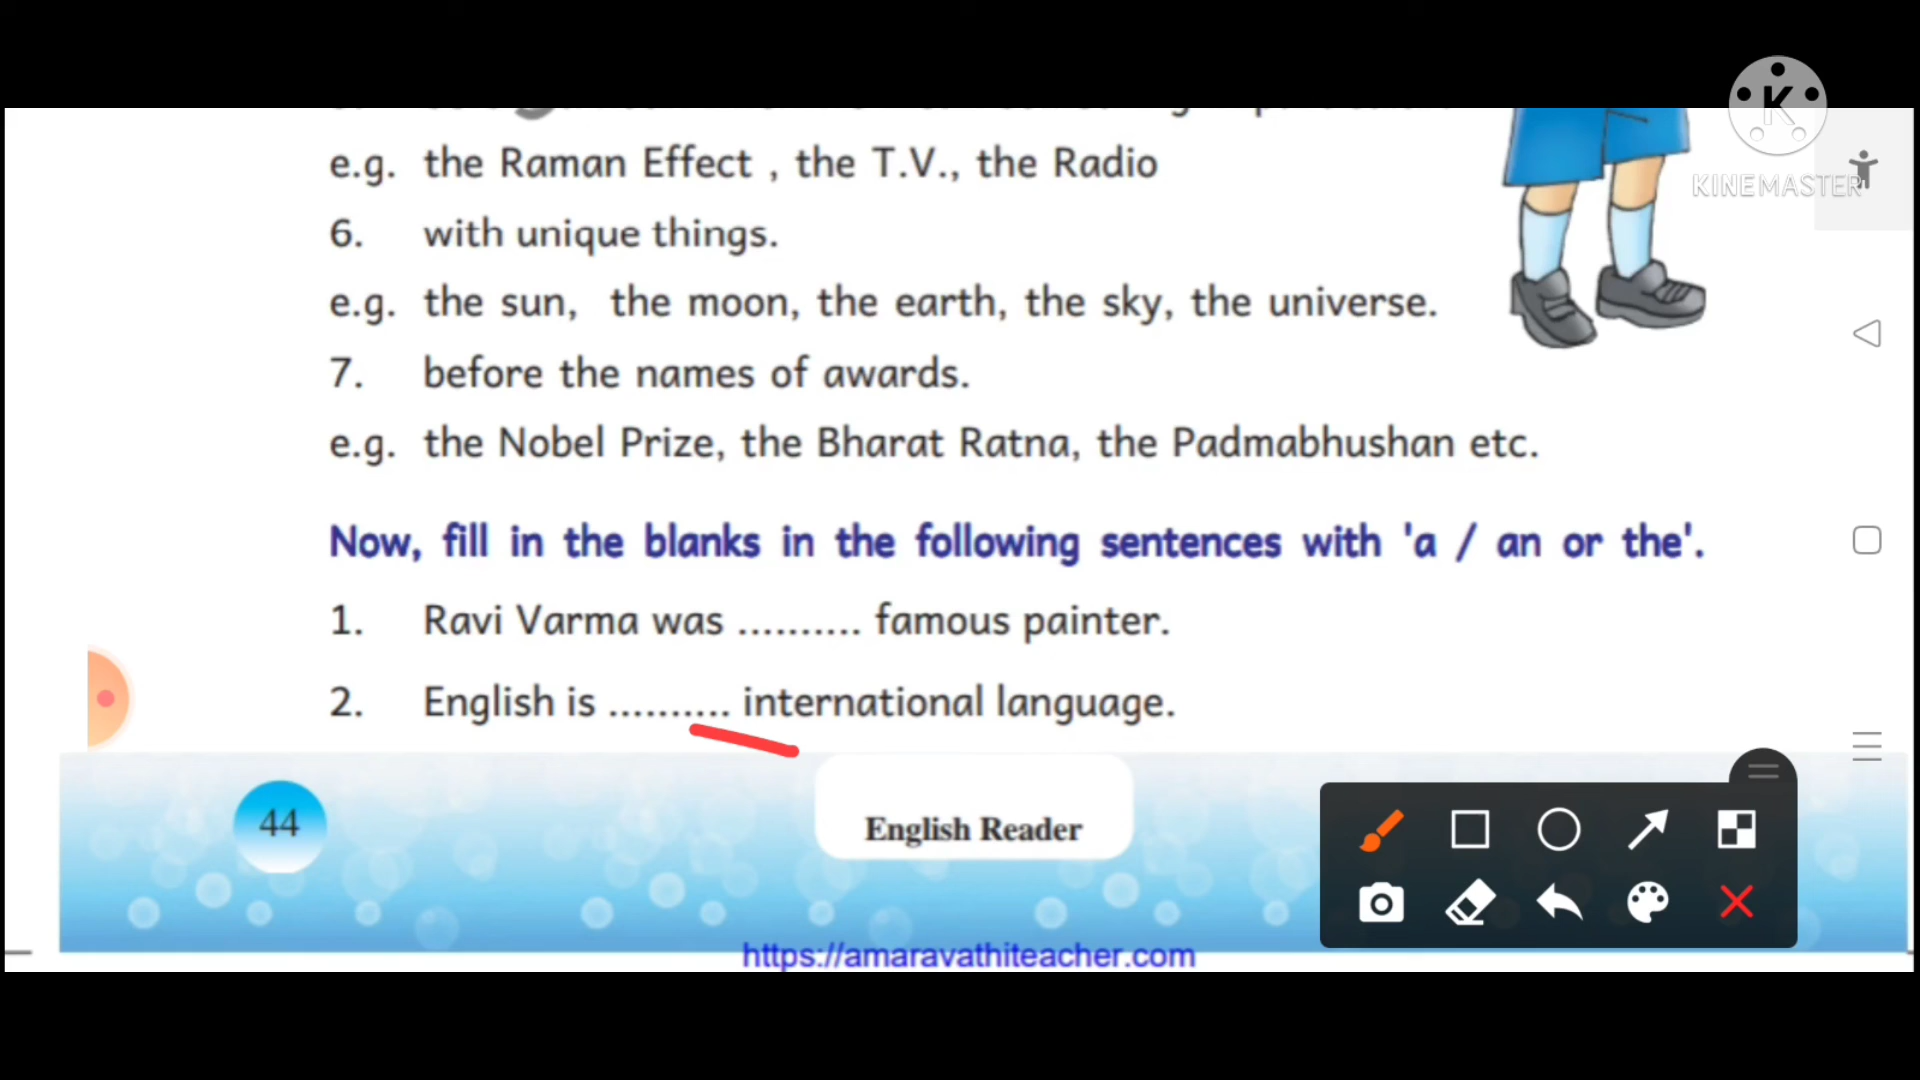 KINEMASTER
e.g. the Raman Effect , the T.V., the Radio
6. with unique things.
e.g. the sun, the moon, the earth, the sky, the universe.
7. before the names of awards.
e.g. the Nobel Prize, the Bharat Ratna, the Padmabhushan etc.
Now, fill in the blanks in the following sentences with 'a / an or the'.
1. Ravi Varma was .......... famous painter.
2. English is .......... international language.
44
English Reader
https://amaravathiteacher.com